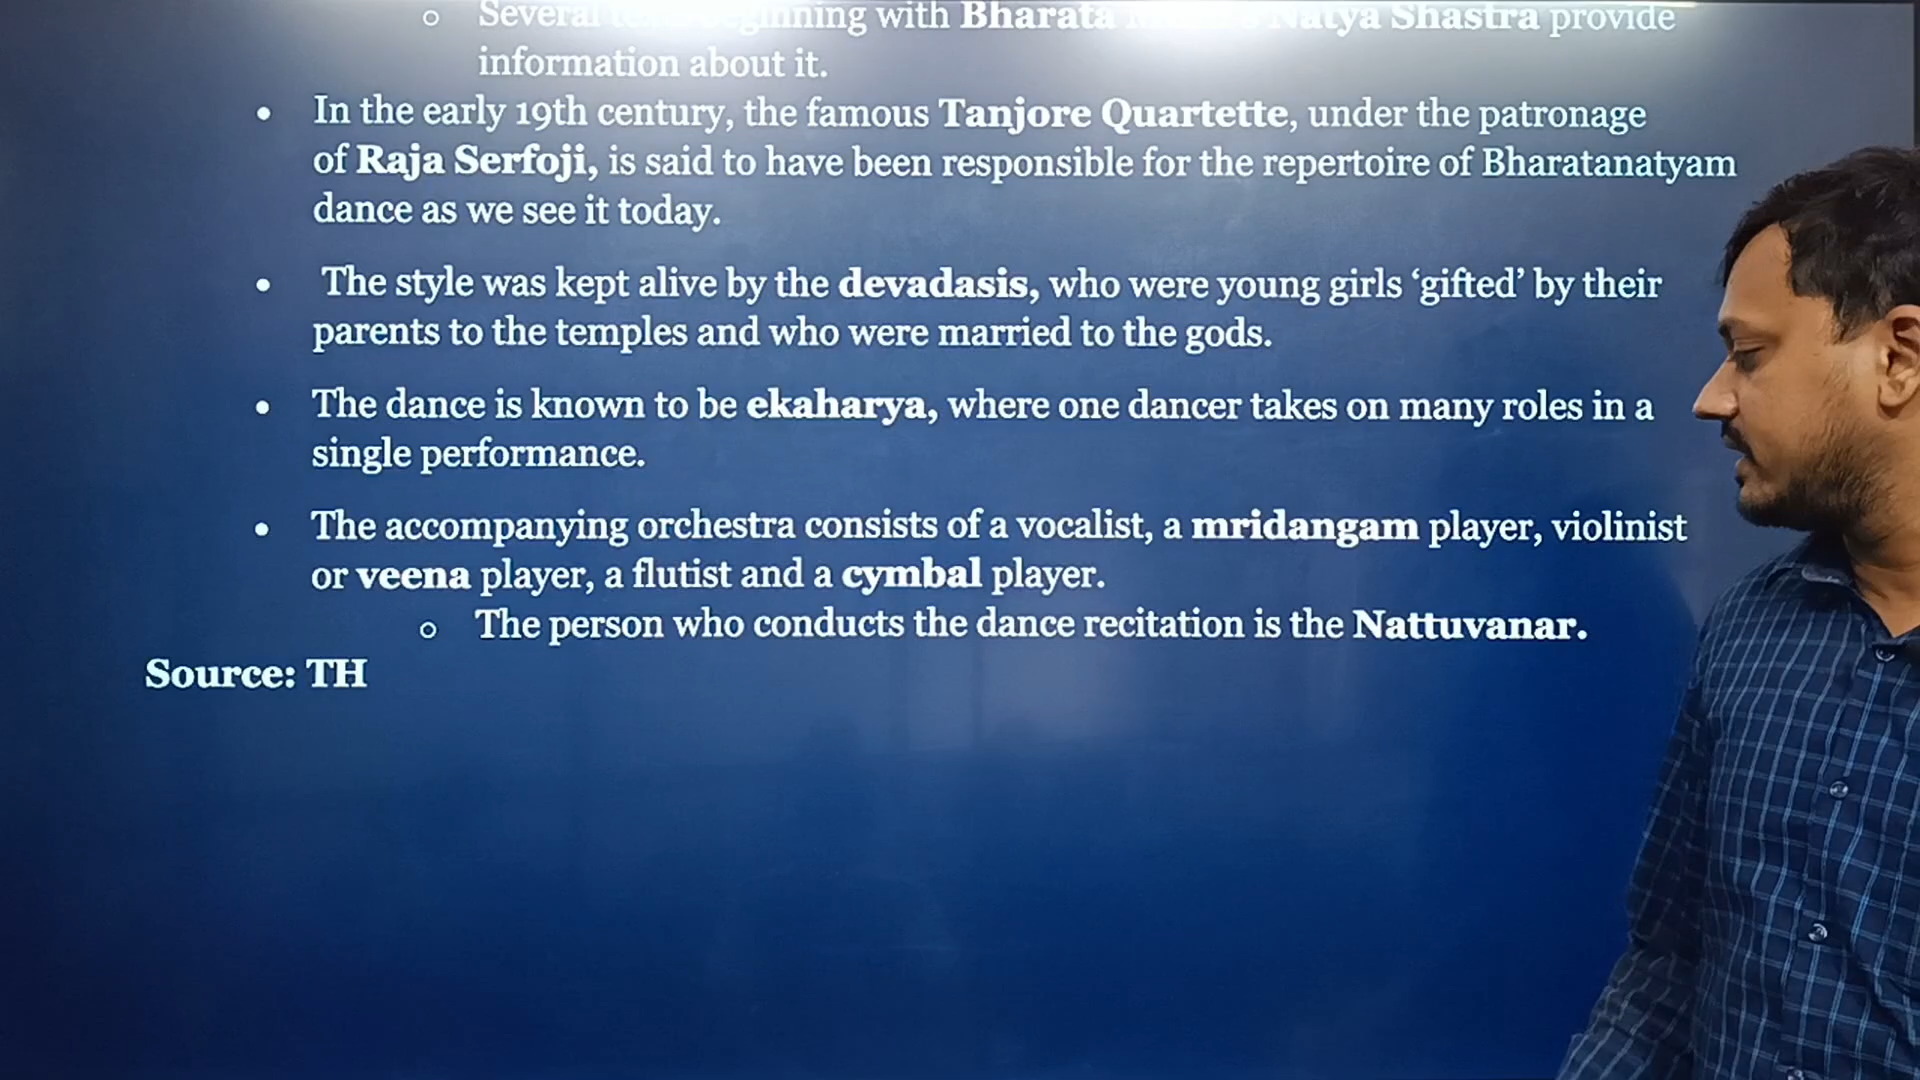 ○ Several beginning with Bharata Natya Shastra provide
information about it.
• In the early 19th century, the famous Tanjore Quartette, under the patronage
of Raja Serfoji, is said to have been responsible for the repertoire of Bharatanatyam
dance as we see it today.
• The style was kept alive by the devadasis, who were young girls ‘gifted’ by their
parents to the temples and who were married to the gods.
• The dance is known to be ekaharya, where one dancer takes on many roles in a
single performance.
• The accompanying orchestra consists of a vocalist, a mridangam player, violinist
or veena player, a flutist and a cymbal player.
○ The person who conducts the dance recitation is the Nattuvanar.
Source: TH